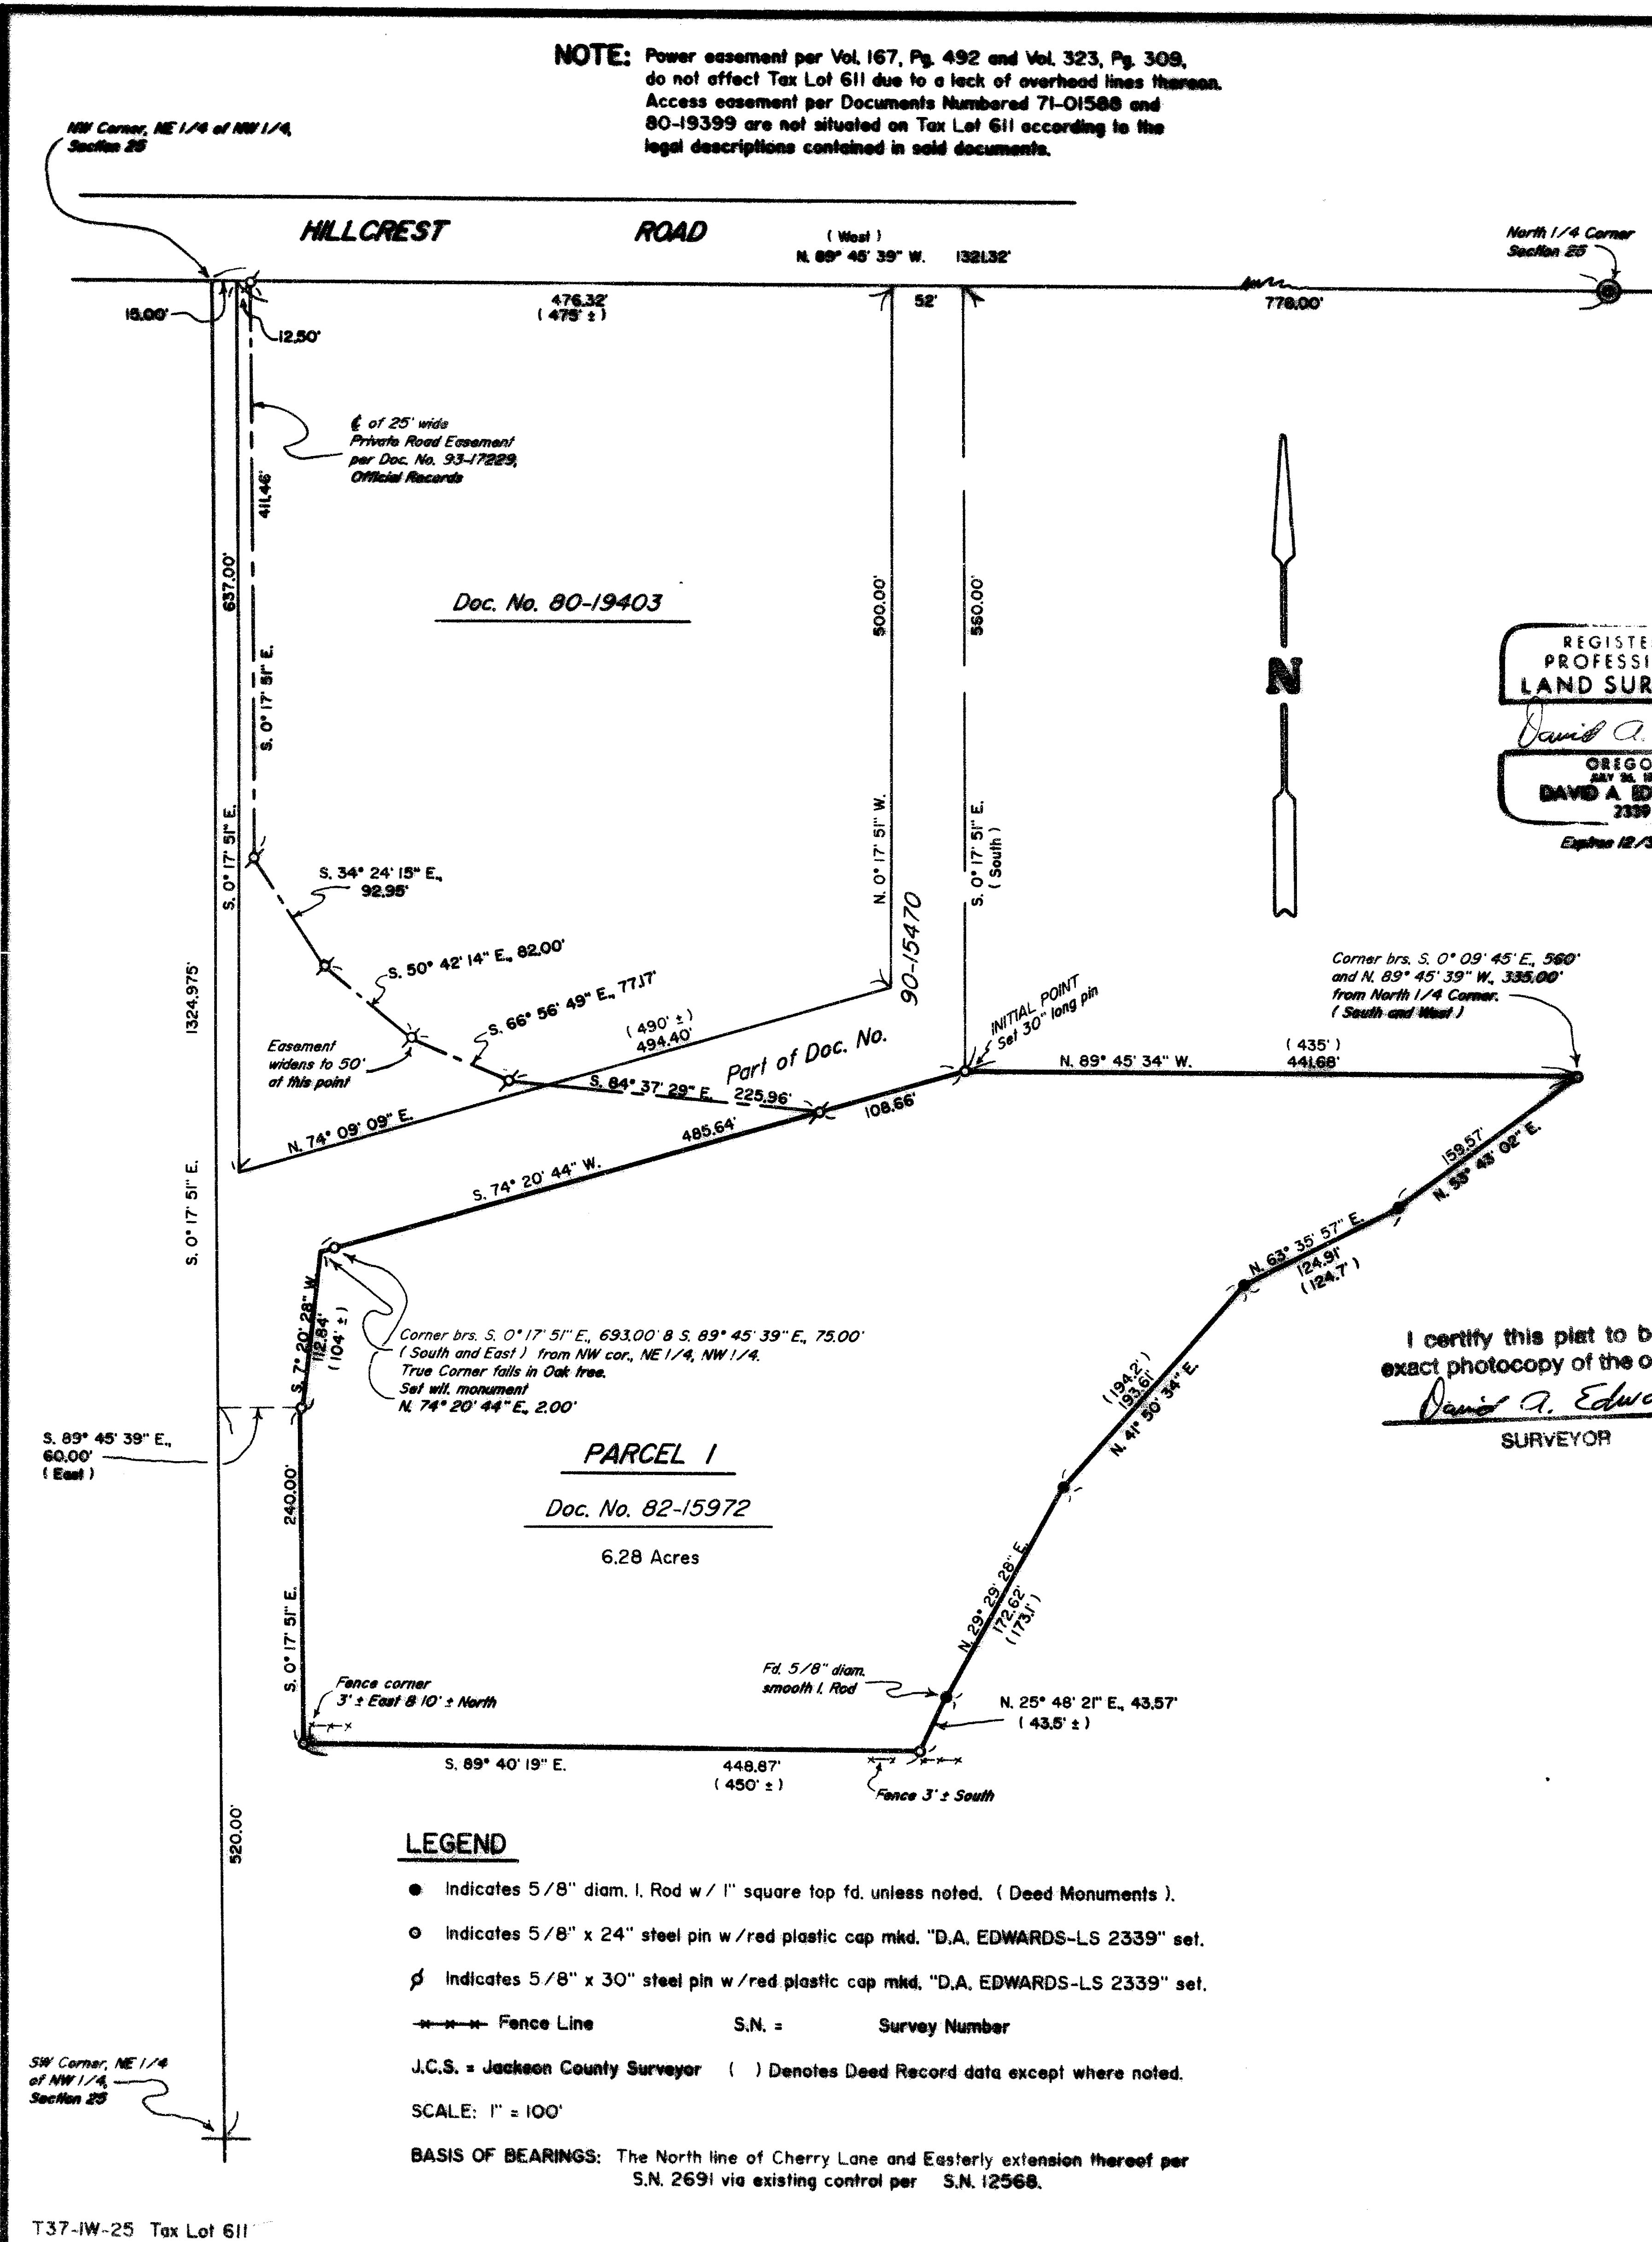 NOTE: Power easement per Vol. 167, Pg. 492 and Vol. 323, Pg. 309,
do not affect Tax Lot 611 due to a lack of overhead lines thereon.
Access easement per Documents Numbered 71-01588 and
80-19399 are not situated on Tax Lot 611 according to the
legal descriptions contained in said documents.
NW Corner, NE 1/4 of NW 1/4,
Section 25
HILLCREST ROAD
( West )
N. 89° 45' 39" W. 1321.32'
North 1/4 Corner
Section 25
15.00'
12.50'
476.32'
( 475' ± )
52'
778.00'
℄ of 25' wide
Private Road Easement
per Doc. No. 93-17229,
Official Records
411.46'
S. 0° 17' 51" E.
637.00'
S. 0° 17' 51" E.
Doc. No. 80-19403
500.00'
N. 0° 17' 51" W.
560.00'
S. 0° 17' 51" E.
( South )
N
REGISTE
PROFESSI
LAND SUR
David A.
OREGO
DAVID A. ED
2339
Expires 12/3
S. 34° 24' 15" E.,
92.95'
S. 50° 42' 14" E., 82.00'
S. 66° 56' 49" E., 77.17'
Easement
widens to 50'
at this point
( 490' ± )
494.40'
N. 74° 09' 09" E.
S. 84° 37' 29" E. 225.96'
Part of Doc. No.
90-15470
INITIAL POINT
Set 30" long pin
Corner brs. S. 0° 09' 45" E., 560'
and N. 89° 45' 39" W., 335.00'
from North 1/4 Corner.
( South and West )
N. 89° 45' 34" W.
( 435' )
441.68'
108.66'
485.64'
S. 74° 20' 44" W.
159.57'
N. 53° 43' 02" E.
N. 63° 35' 57" E.
124.91'
( 124.7' )
1324.975'
S. 0° 17' 51" E.
S. 7° 20' 28" W.
112.84'
( 104' ± )
Corner brs. S. 0° 17' 51" E., 693.00' & S. 89° 45' 39" E., 75.00'
( South and East ) from NW cor., NE 1/4, NW 1/4.
True Corner falls in Oak tree.
Set wit. monument
N. 74° 20' 44" E., 2.00'
( 194.2' )
193.61'
N. 41° 50' 34" E.
I certify this plat to b
exact photocopy of the o
David A. Edwa
SURVEYOR
S. 89° 45' 39" E.,
60.00'
( East )
PARCEL 1
Doc. No. 82-15972
6.28 Acres
240.00'
S. 0° 17' 51" E.
N. 29° 29' 28" E.
172.62'
( 173.1' )
Fence corner
3' ± East & 10' ± North
Fd. 5/8" diam.
smooth I. Rod
N. 25° 48' 21" E., 43.57'
( 43.5' ± )
S. 89° 40' 19" E.
448.87'
( 450' ± )
Fence 3' ± South
520.00'
LEGEND
Indicates 5/8" diam. I. Rod w/ 1" square top fd. unless noted. ( Deed Monuments ).
Indicates 5/8" x 24" steel pin w/red plastic cap mkd. "D.A. EDWARDS-LS 2339" set.
Indicates 5/8" x 30" steel pin w/red plastic cap mkd. "D.A. EDWARDS-LS 2339" set.
Fence Line S.N. = Survey Number
J.C.S. = Jackson County Surveyor ( ) Denotes Deed Record data except where noted.
SCALE: 1" = 100'
BASIS OF BEARINGS: The North line of Cherry Lane and Easterly extension thereof per
S.N. 2691 via existing control per S.N. 12568.
SW Corner, NE 1/4
of NW 1/4,
Section 25
T37-1W-25 Tax Lot 611